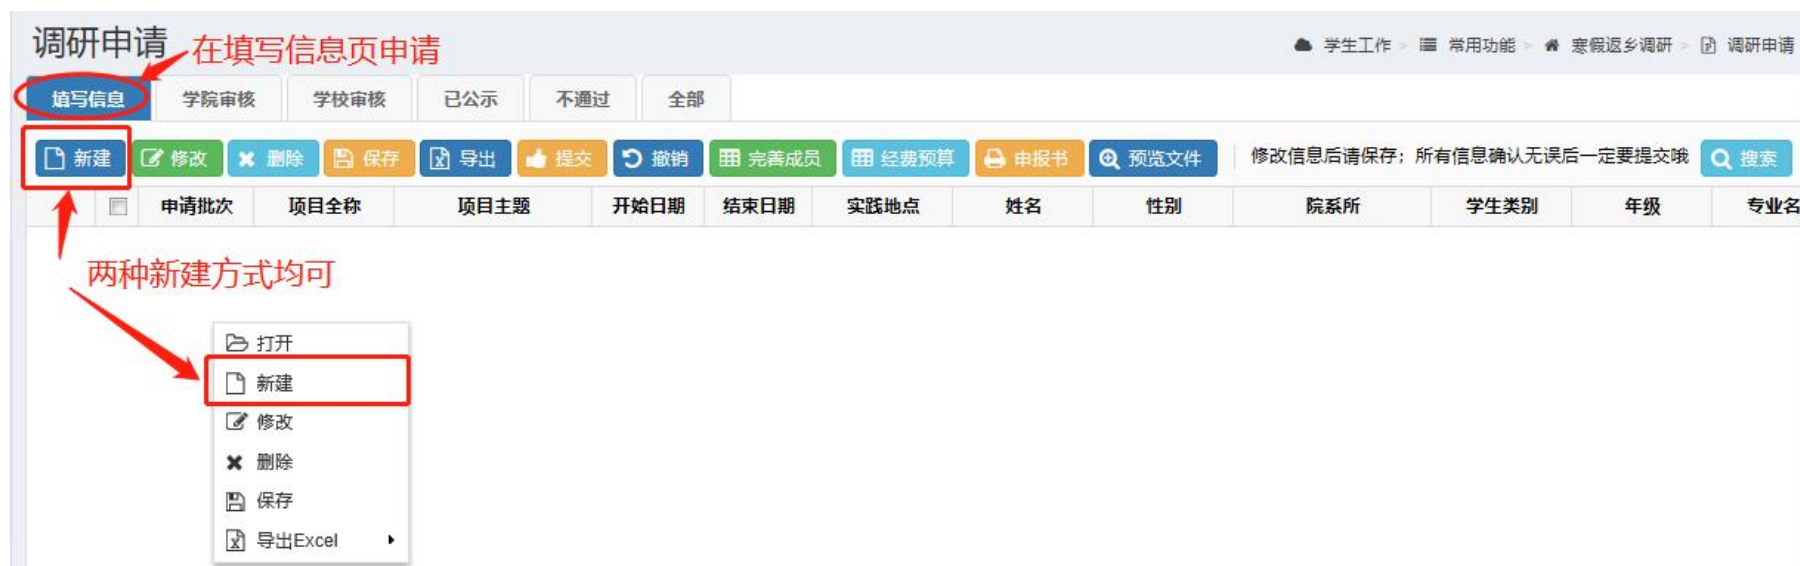 调研申请
在填写信息页申请
学生工作 > 常用功能 > 寒假返乡调研 > 调研申请
填写信息 学院审核 学校审核 已公示 不通过 全部
新建 修改 删除 保存 导出 提交 撤销 完善成员 经费预算 申报书 预览文件 修改信息后请保存；所有信息确认无误后一定要提交哦 搜索
申请批次 项目全称 项目主题 开始日期 结束日期 实践地点 姓名 性别 院系所 学生类别 年级 专业名
两种新建方式均可
打开
新建
修改
删除
保存
导出Excel